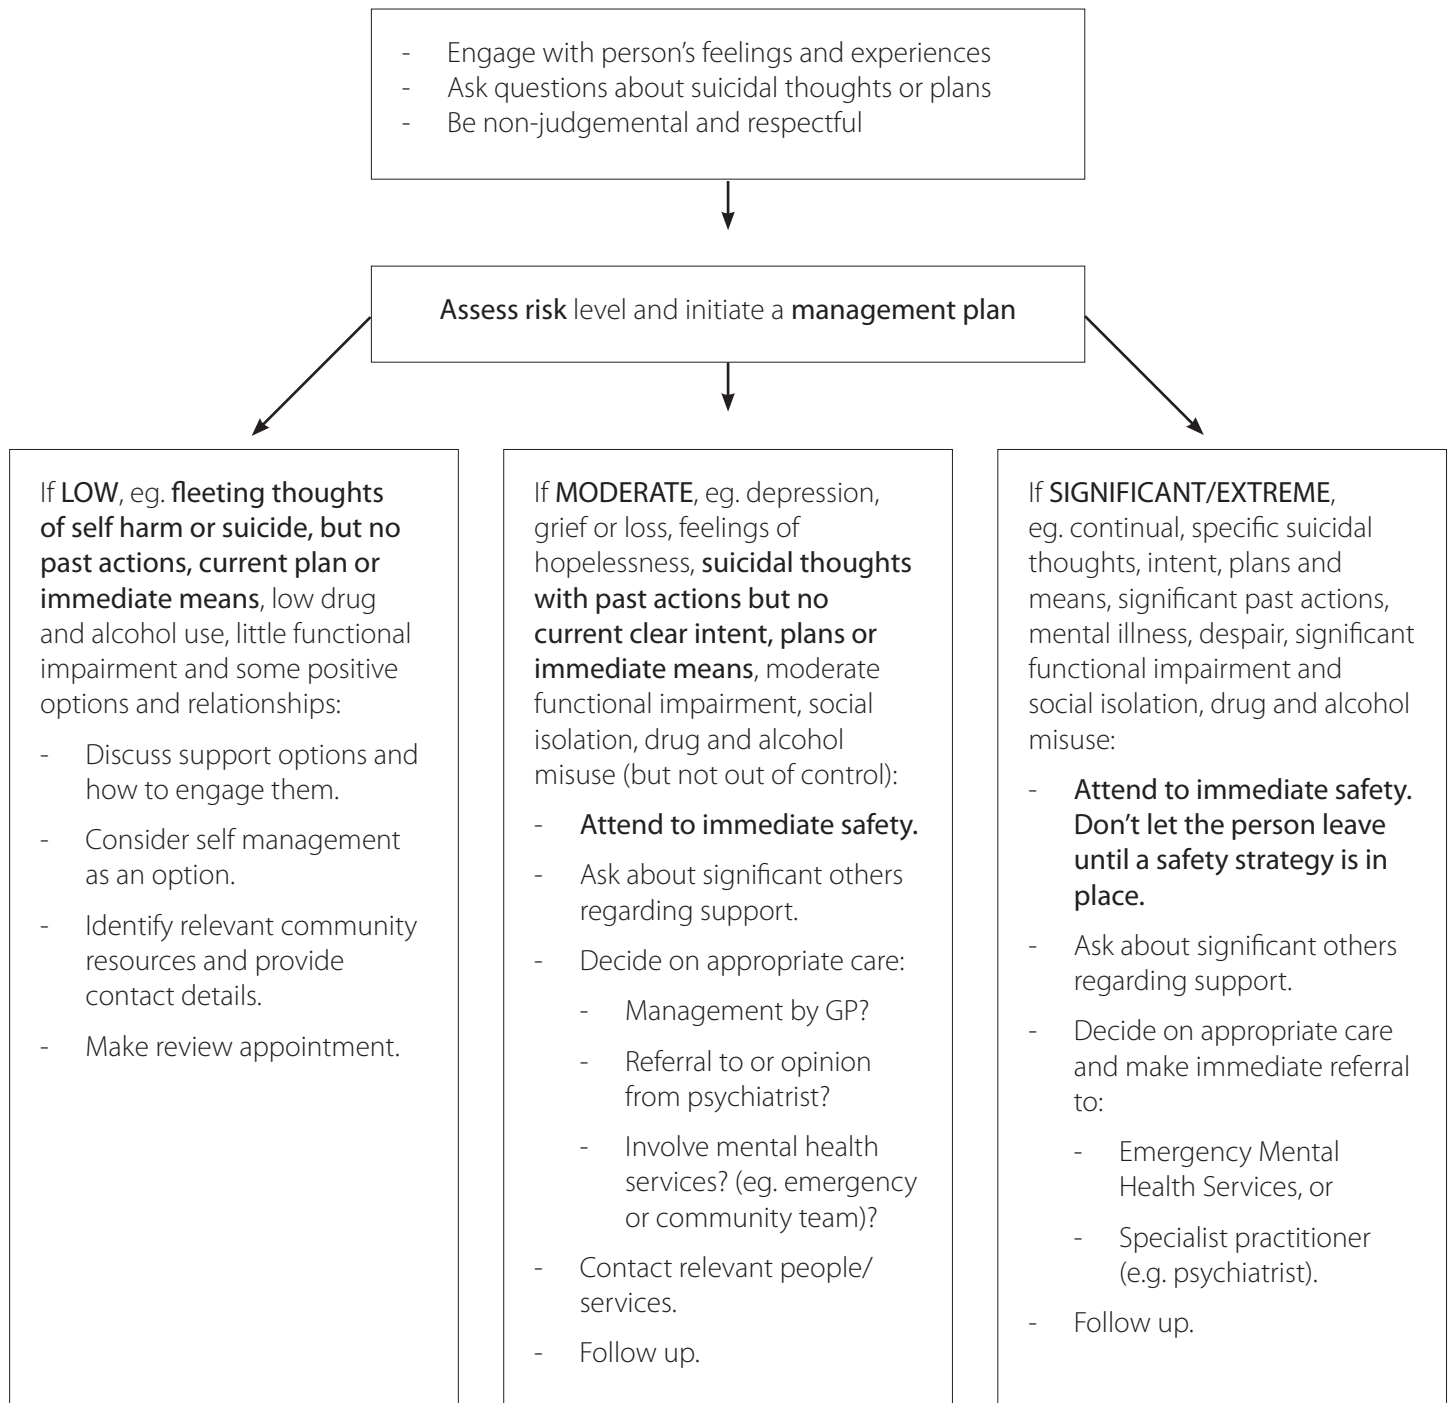 - Engage with person's feelings and experiences
- Ask questions about suicidal thoughts or plans
- Be non-judgemental and respectful
Assess risk level and initiate a management plan
If LOW, eg. fleeting thoughts
of self harm or suicide, but no
past actions, current plan or
immediate means, low drug
and alcohol use, little functional
impairment and some positive
options and relationships:
- Discuss support options and
how to engage them.
- Consider self management
as an option.
- Identify relevant community
resources and provide
contact details.
- Make review appointment.
If MODERATE, eg. depression,
grief or loss, feelings of
hopelessness, suicidal thoughts
with past actions but no
current clear intent, plans or
immediate means, moderate
functional impairment, social
isolation, drug and alcohol
misuse (but not out of control):
- Attend to immediate safety.
- Ask about significant others
regarding support.
- Decide on appropriate care:
- Management by GP?
- Referral to or opinion
from psychiatrist?
- Involve mental health
services? (eg. emergency
or community team)?
- Contact relevant people/
services.
- Follow up.
If SIGNIFICANT/EXTREME,
eg. continual, specific suicidal
thoughts, intent, plans and
means, significant past actions,
mental illness, despair, significant
functional impairment and
social isolation, drug and alcohol
misuse:
- Attend to immediate safety.
Don't let the person leave
until a safety strategy is in
place.
- Ask about significant others
regarding support.
- Decide on appropriate care
and make immediate referral
to:
- Emergency Mental
Health Services, or
- Specialist practitioner
(e.g. psychiatrist).
- Follow up.